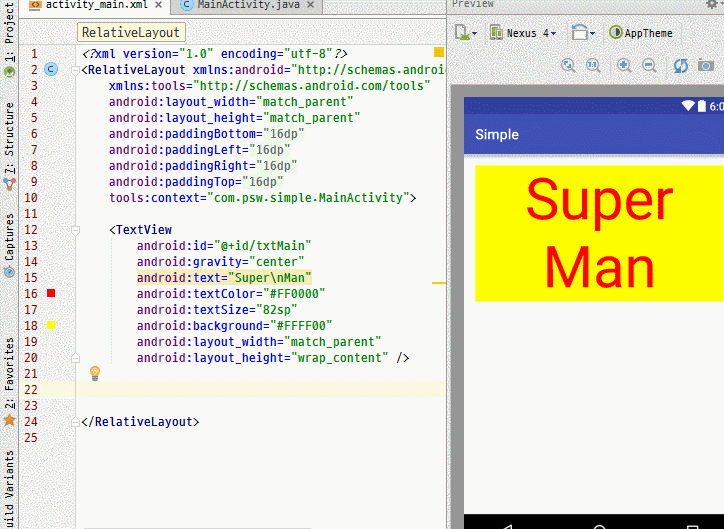 activity_main.xml × MainActivity.java ×
Preview
RelativeLayout
Nexus 4
AppTheme
1: Project
7: Structure
Captures
2: Favorites
Build Variants
1 <?xml version="1.0" encoding="utf-8"?>
2 <RelativeLayout xmlns:android="http://schemas.androi
3 xmlns:tools="http://schemas.android.com/tools"
4 android:layout_width="match_parent"
5 android:layout_height="match_parent"
6 android:paddingBottom="16dp"
7 android:paddingLeft="16dp"
8 android:paddingRight="16dp"
9 android:paddingTop="16dp"
10 tools:context="com.psw.simple.MainActivity">
11
12 <TextView
13 android:id="@+id/txtMain"
14 android:gravity="center"
15 android:text="Super\nMan"
16 android:textColor="#FF0000"
17 android:textSize="82sp"
18 android:background="#FFFF00"
19 android:layout_width="match_parent"
20 android:layout_height="wrap_content" />
21
22
23
24 </RelativeLayout>
25
6:0
Simple
Super
Man